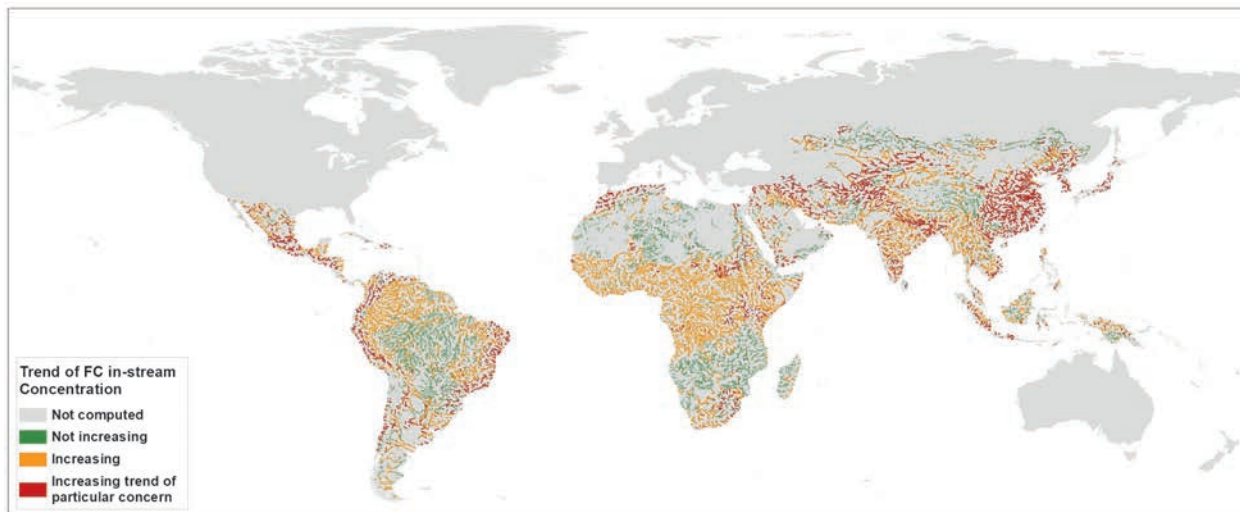 Trend of FC in-stream
Concentration
Not computed
Not increasing
Increasing
Increasing trend of
particular concern